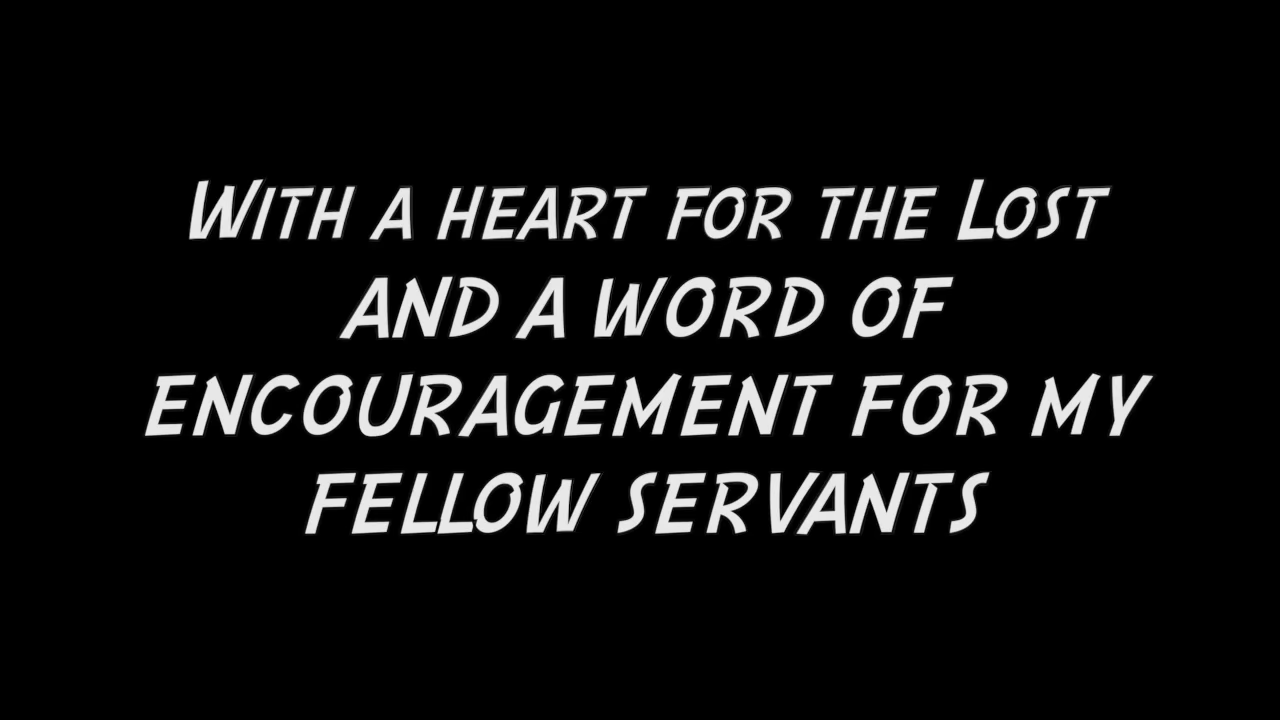 With a heart for the Lost
and a word of
encouragement for my
fellow servants